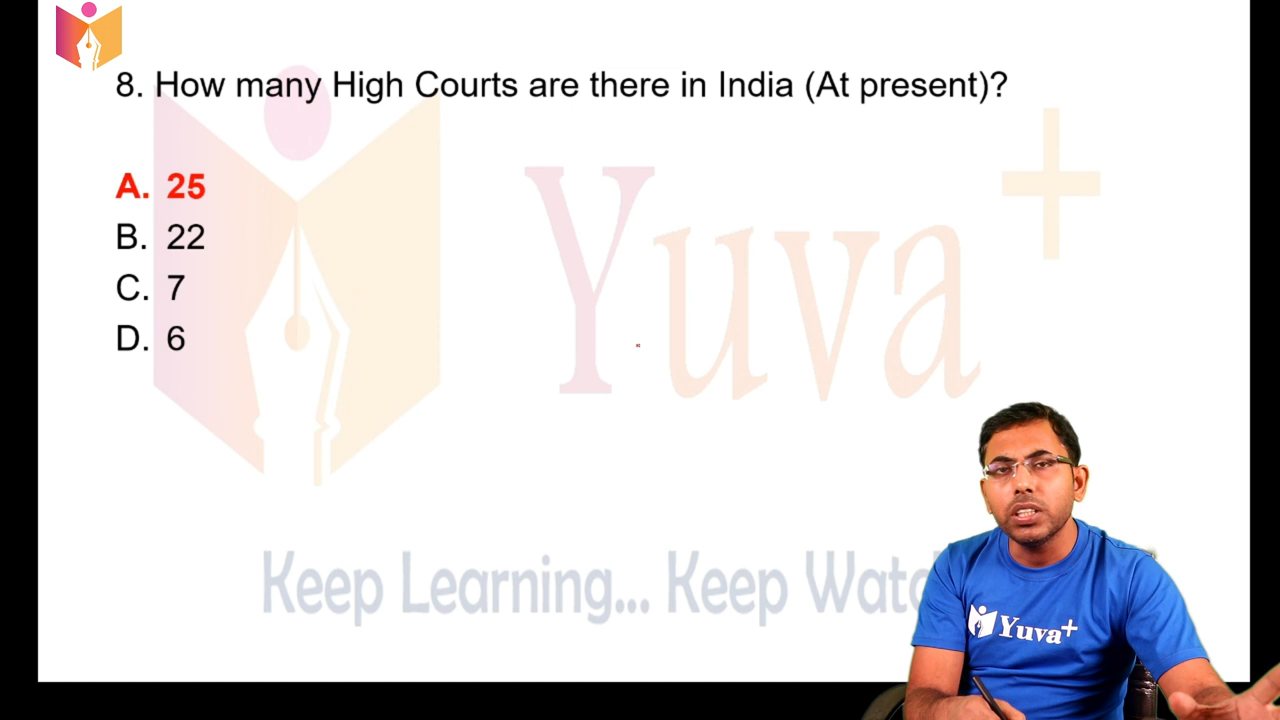 8. How many High Courts are there in India (At present)?
A. 25
B. 22
C. 7
D. 6
Yuva+
Keep Learning... Keep
Yuva+